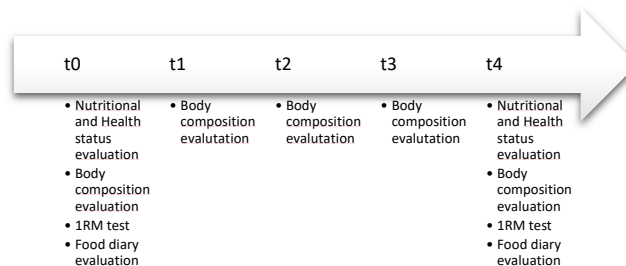 t0
• Nutritional
and Health
status
evaluation
• Body
composition
evaluation
• 1RM test
• Food diary
evaluation
t1
• Body
composition
evalutation
t2
• Body
composition
evalutation
t3
• Body
composition
evalutation
t4
• Nutritional
and Health
status
evaluation
• Body
composition
evaluation
• 1RM test
• Food diary
evaluation